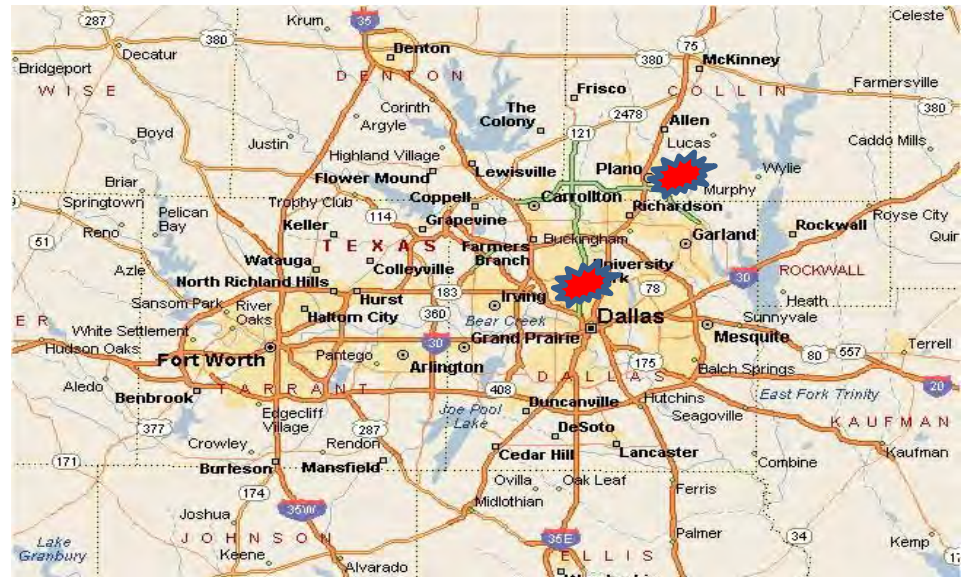 287
35
Krum
Celeste
380
Decatur
Denton
75
McKinney
Bridgeport
380
DENTON
Frisco
COLLIN
Farmersville
WISE
Corinth
The
Colony
2478
380
Argyle
Allen
Boyd
Justin
121
Lucas
Caddo Mills
Highland Village
Plano
Wylie
Briar
Flower Mound
Lewisville
Murphy
Springtown
Trophy Club
Coppell
Carrollton
Richardson
Royse City
Pelican
Bay
114
Grapevine
Reno
Keller
Buckingham
Garland
Rockwall
Quir
51
TEXAS
Farmers
Branch
Watauga
Colleyville
University
Azle
30
ROCKWALL
North Richland Hills
183
78
Sansom Park
River
Oaks
Hurst
Irving
Heath
Haltom City
360
Bear Creek
Dallas
Sunnyvale
White Settlement
30
Grand Prairie
Mesquite
Hudson Oaks
Fort Worth
Pantego
175
80
557
Terrell
Arlington
Balch Springs
Aledo
TARRANT
408
DALLAS
20
Benbrook
East Fork Trinity
Duncanville
Hutchins
Edgecliff
Village
Joe Pool
Lake
Seagoville
KAUFMAN
377
287
DeSoto
Crowley
Rendon
Lancaster
Kaufman
171
Burleson
Mansfield
Cedar Hill
Combine
174
Ovilla
Oak Leaf
Ferris
Midlothian
Joshua
35W
JOHNSON
35E
Palmer
34
Kemp
Lake
Granbury
Keene
ELLIS
Alvarado